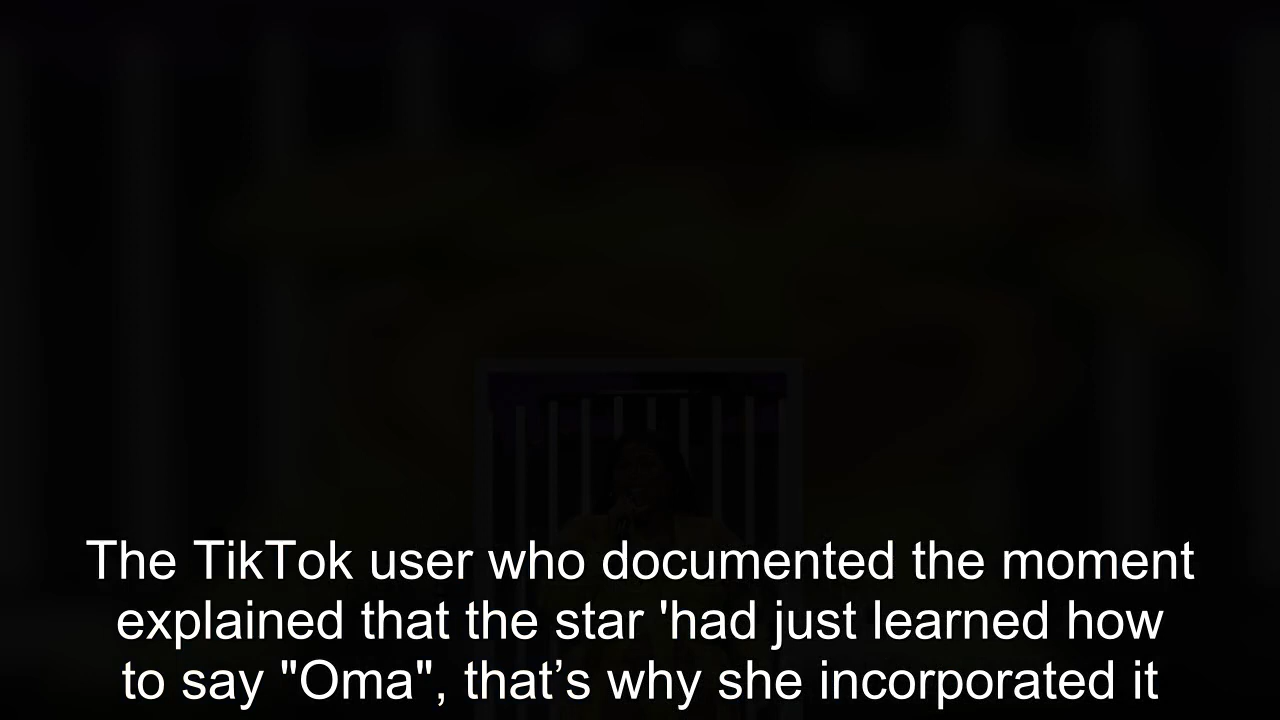 The TikTok user who documented the moment
explained that the star 'had just learned how
to say "Oma", that’s why she incorporated it